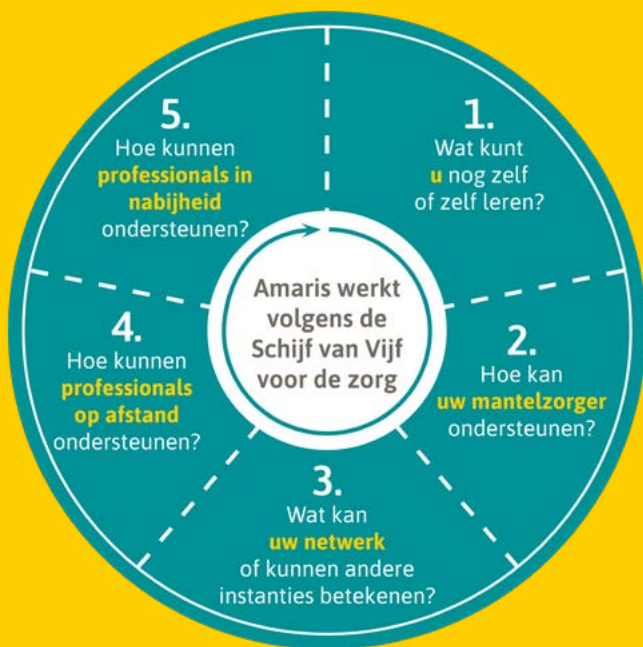 Amaris werkt
volgens de
Schijf van Vijf
voor de zorg
1.
Wat kunt
u nog zelf
of zelf leren?
2.
Hoe kan
uw mantelzorger
ondersteunen?
3.
Wat kan
uw netwerk
of kunnen andere
instanties betekenen?
4.
Hoe kunnen
professionals
op afstand
ondersteunen?
5.
Hoe kunnen
professionals in
nabijheid
ondersteunen?